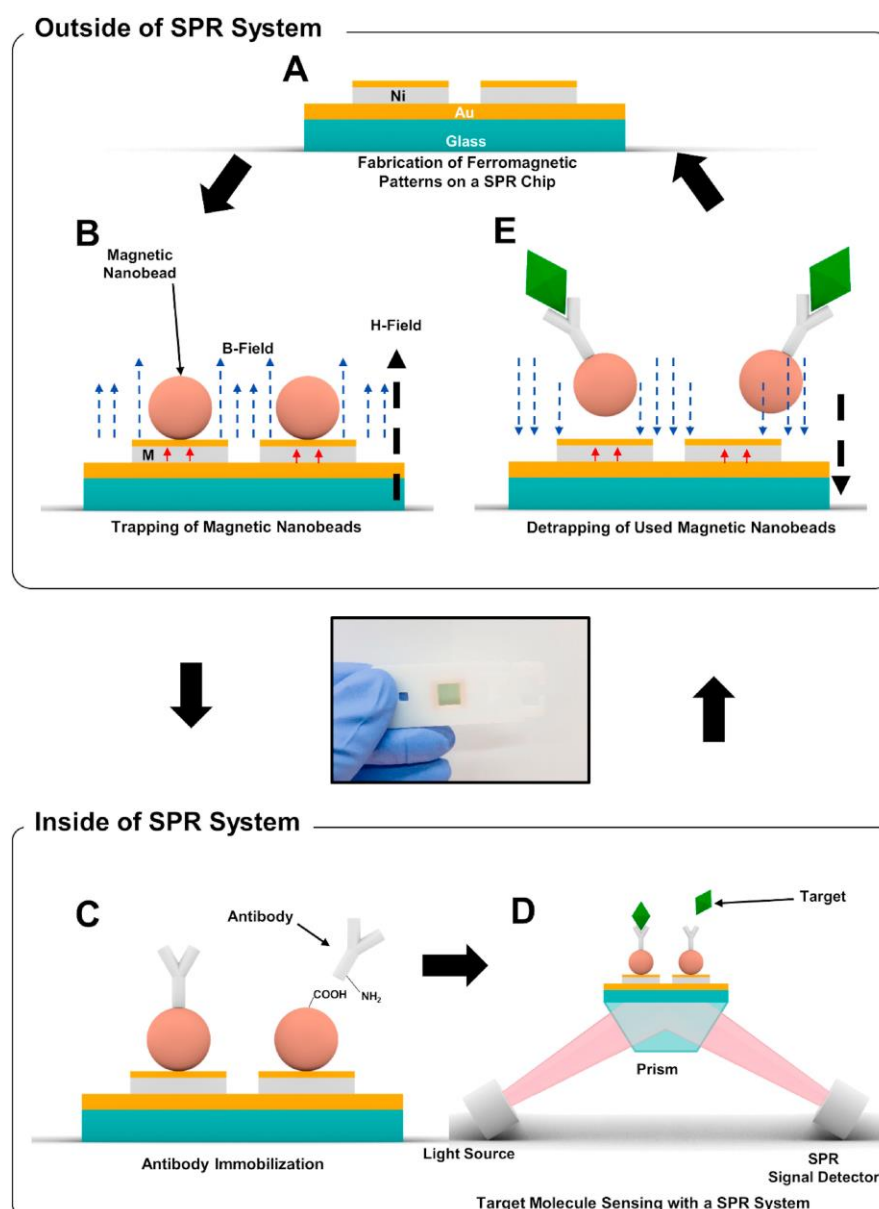 Outside of SPR System
A
Ni
Au
Glass
Fabrication of Ferromagnetic
Patterns on a SPR Chip
B
Magnetic
Nanobead
B-Field
H-Field
M
Trapping of Magnetic Nanobeads
E
Detrapping of Used Magnetic Nanobeads
Inside of SPR System
C
Antibody
COOH
NH₂
Antibody Immobilization
D
Target
Prism
Light Source
SPR
Signal Detector
Target Molecule Sensing with a SPR System